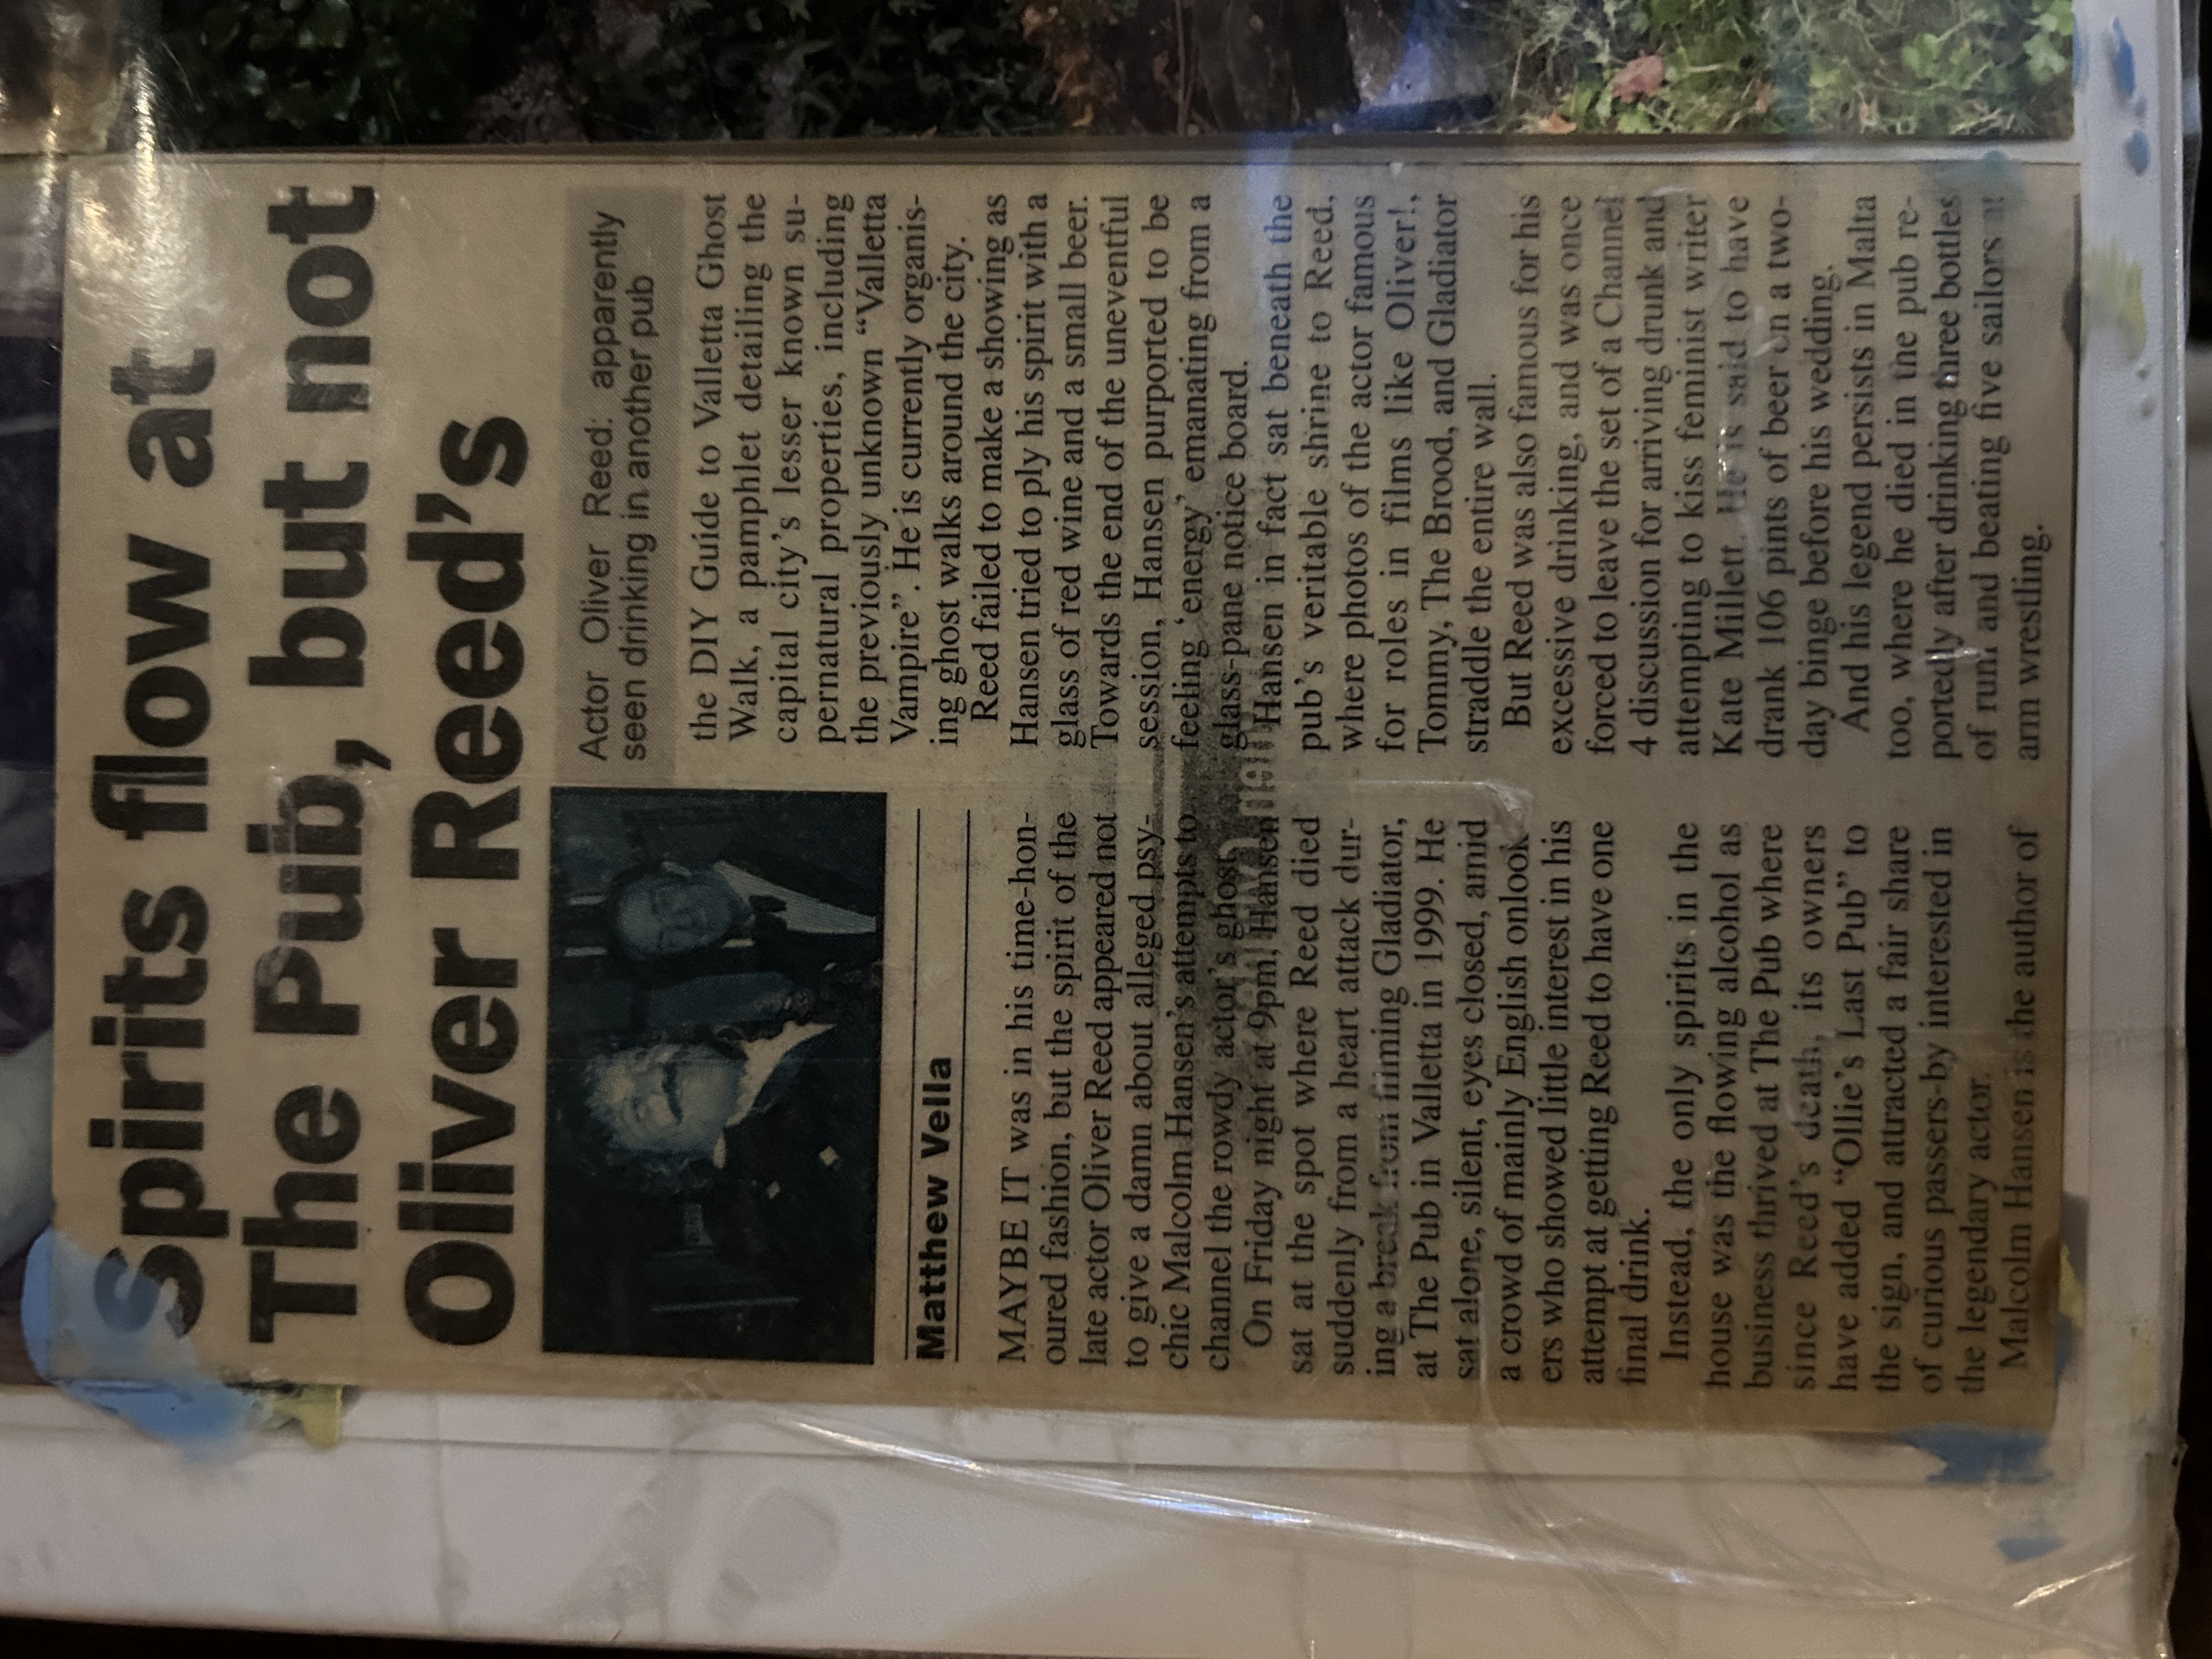 Spirits flow at
The Pub, but not
Oliver Reed's
Actor Oliver Reed: apparently
seen drinking in another pub
Matthew Vella
MAYBE IT was in his time-hon-
oured fashion, but the spirit of the
late actor Oliver Reed appeared not
to give a damn about alleged psy-
chic Malcolm Hansen's attempts to
channel the rowdy actor's ghost.
On Friday night at 9pm, Hansen
sat at the spot where Reed died
suddenly from a heart attack dur-
ing a break from filming Gladiator,
at The Pub in Valletta in 1999. He
sat alone, silent, eyes closed, amid
a crowd of mainly English onlook-
ers who showed little interest in his
attempt at getting Reed to have one
final drink.
Instead, the only spirits in the
house was the flowing alcohol as
business thrived at The Pub where
since Reed's death, its owners
have added “Ollie's Last Pub” to
the sign, and attracted a fair share
of curious passers-by interested in
the legendary actor.
Malcolm Hansen is the author of
the DIY Guide to Valletta Ghost
Walk, a pamphlet detailing the
capital city's lesser known su-
pernatural properties, including
the previously unknown “Valletta
Vampire”. He is currently organis-
ing ghost walks around the city.
Reed failed to make a showing as
Hansen tried to ply his spirit with a
glass of red wine and a small beer.
Towards the end of the uneventful
session, Hansen purported to be
feeling ‘energy’ emanating from a
glass-pane notice board.
Hansen in fact sat beneath the
pub's veritable shrine to Reed,
where photos of the actor famous
for roles in films like Oliver!,
Tommy, The Brood, and Gladiator
straddle the entire wall.
But Reed was also famous for his
excessive drinking, and was once
forced to leave the set of a Channel
4 discussion for arriving drunk and
attempting to kiss feminist writer
Kate Millett. He is said to have
drank 106 pints of beer on a two-
day binge before his wedding.
And his legend persists in Malta
too, where he died in the pub re-
portedly after drinking three bottles
of rum and beating five sailors at
arm wrestling.